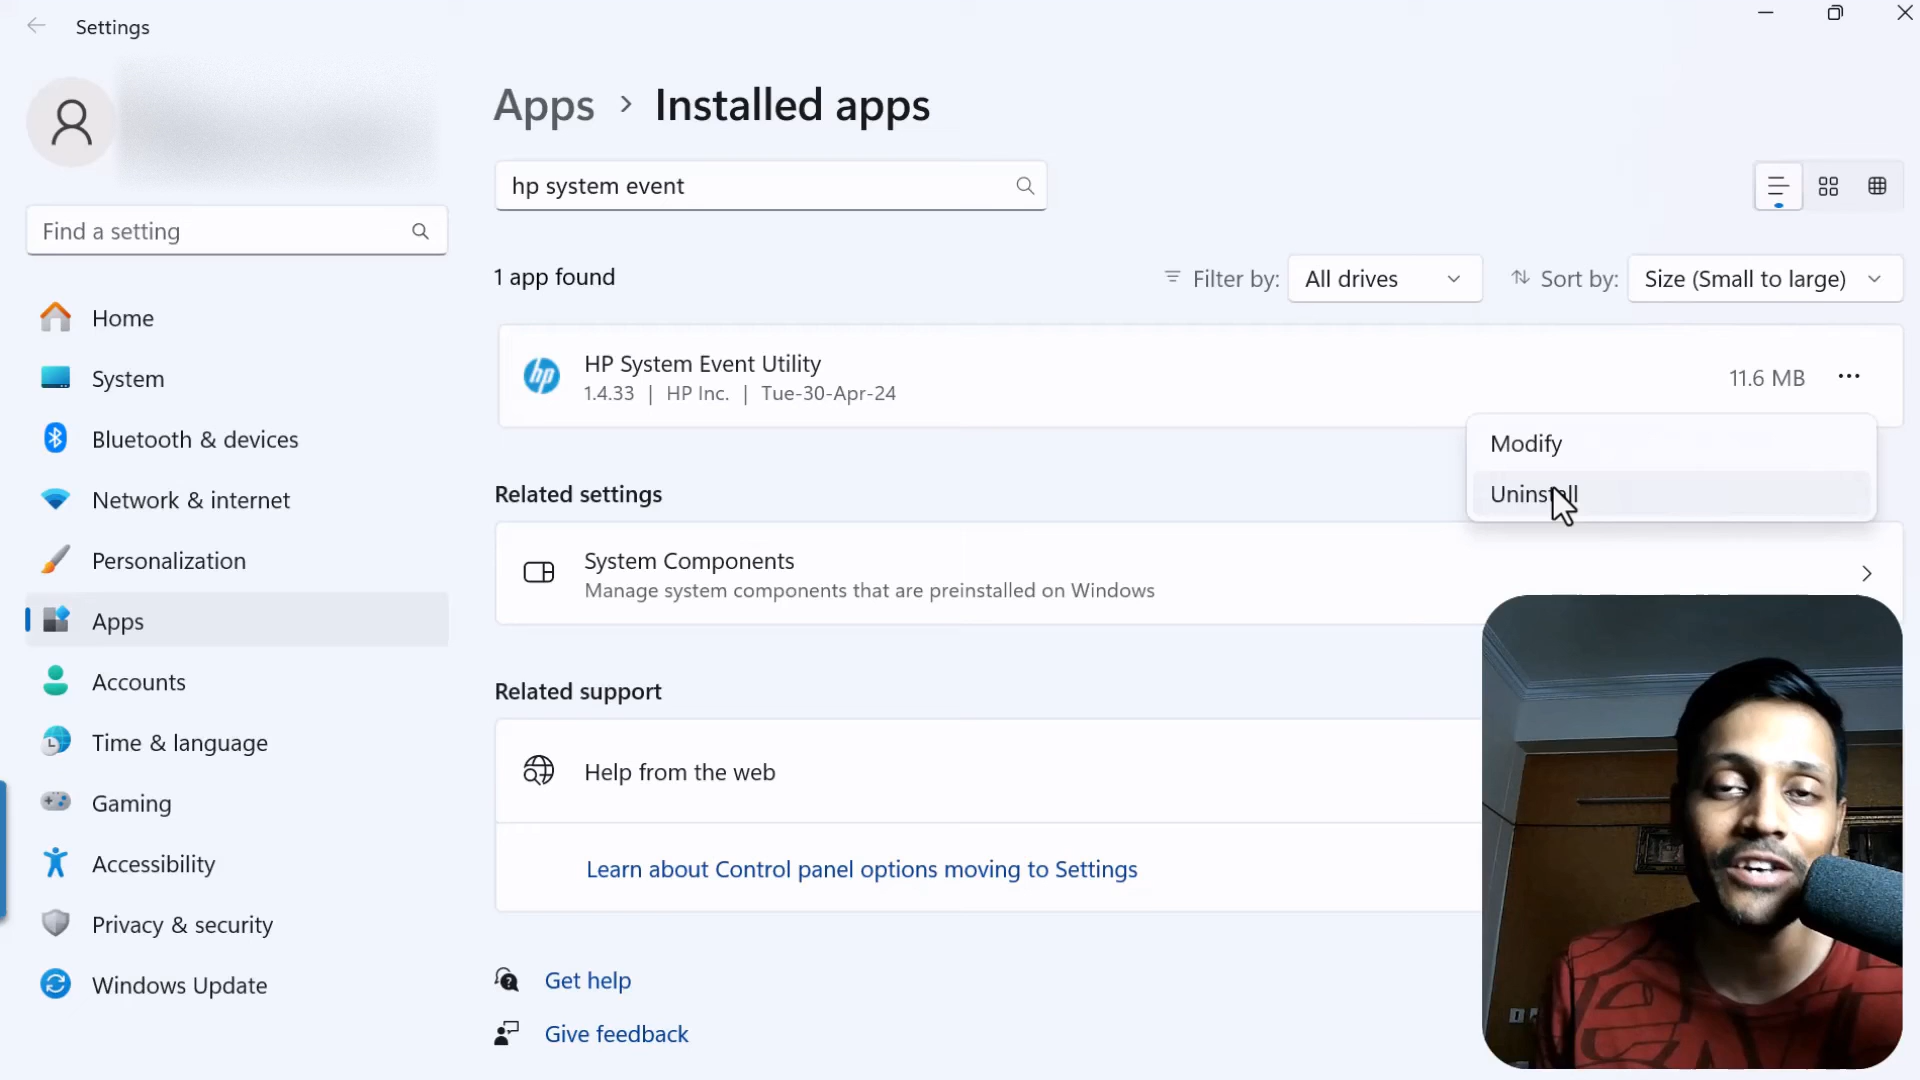 Settings
Find a setting
Home
System
Bluetooth & devices
Network & internet
Personalization
Apps
Accounts
Time & language
Gaming
Accessibility
Privacy & security
Windows Update
Apps > Installed apps
hp system event
1 app found
Filter by: All drives
Sort by: Size (Small to large)
hp
HP System Event Utility
1.4.33 | HP Inc. | Tue-30-Apr-24
11.6 MB
Modify
Uninstall
Related settings
System Components
Manage system components that are preinstalled on Windows
Related support
Help from the web
Learn about Control panel options moving to Settings
Get help
Give feedback